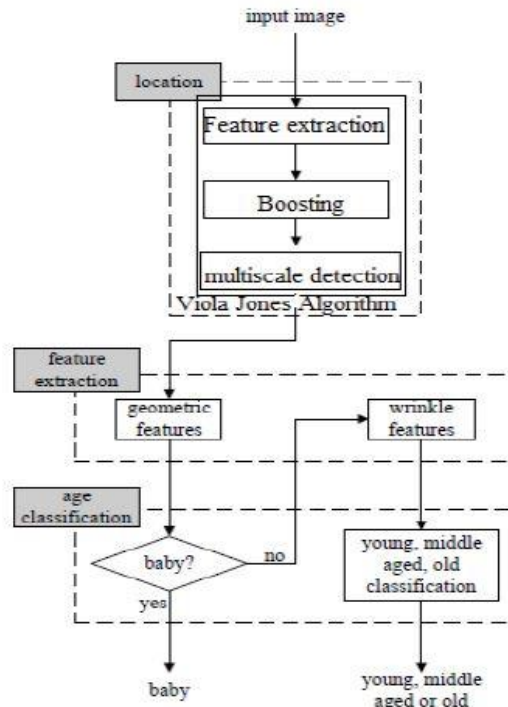 input image
location
Feature extraction
Boosting
multiscale detection
Viola Jones Algorithm
feature
extraction
geometric
features
wrinkle
features
age
classification
baby?
no
yes
young, middle
aged, old
classification
baby
young, middle
aged or old